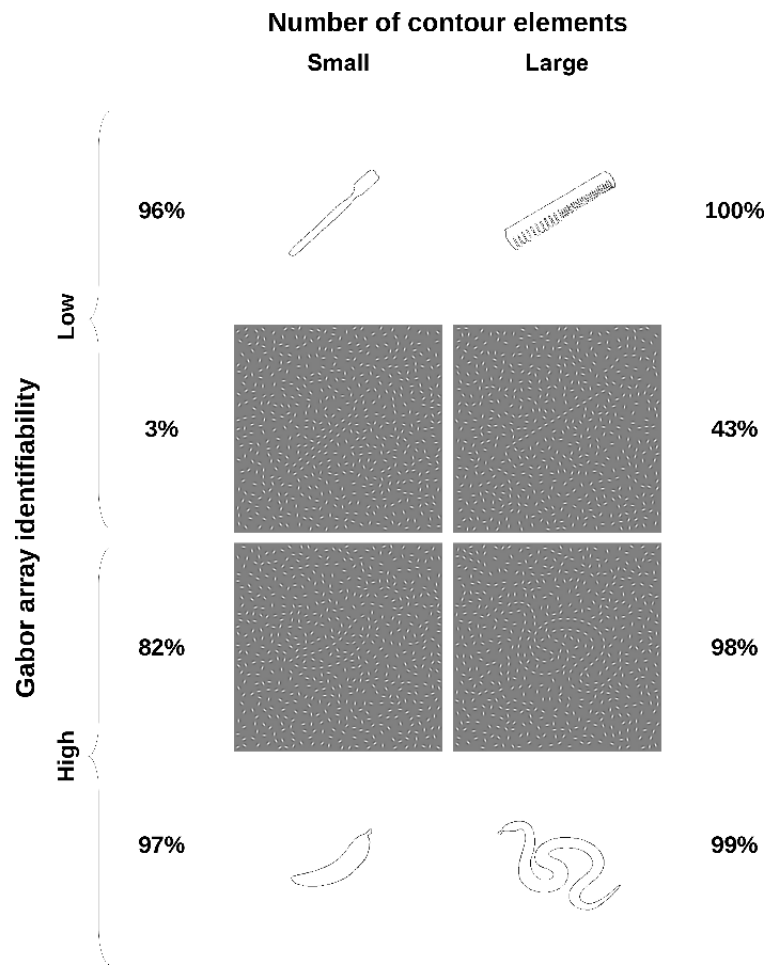 Number of contour elements
Small Large
96% 100%
Low
3% 43%
Gabor array identifiability
82% 98%
High
97% 99%